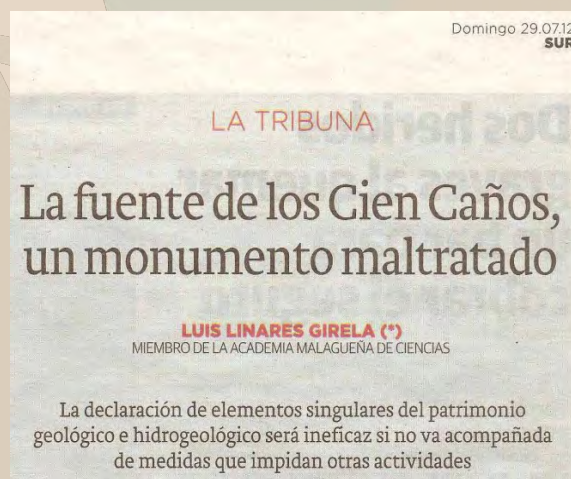 Domingo 29.07.12
SUR
LA TRIBUNA
La fuente de los Cien Caños,
un monumento maltratado
LUIS LINARES GIRELA (*)
MIEMBRO DE LA ACADEMIA MALAGUEÑA DE CIENCIAS
La declaración de elementos singulares del patrimonio
geológico e hidrogeológico será ineficaz si no va acompañada
de medidas que impidan otras actividades